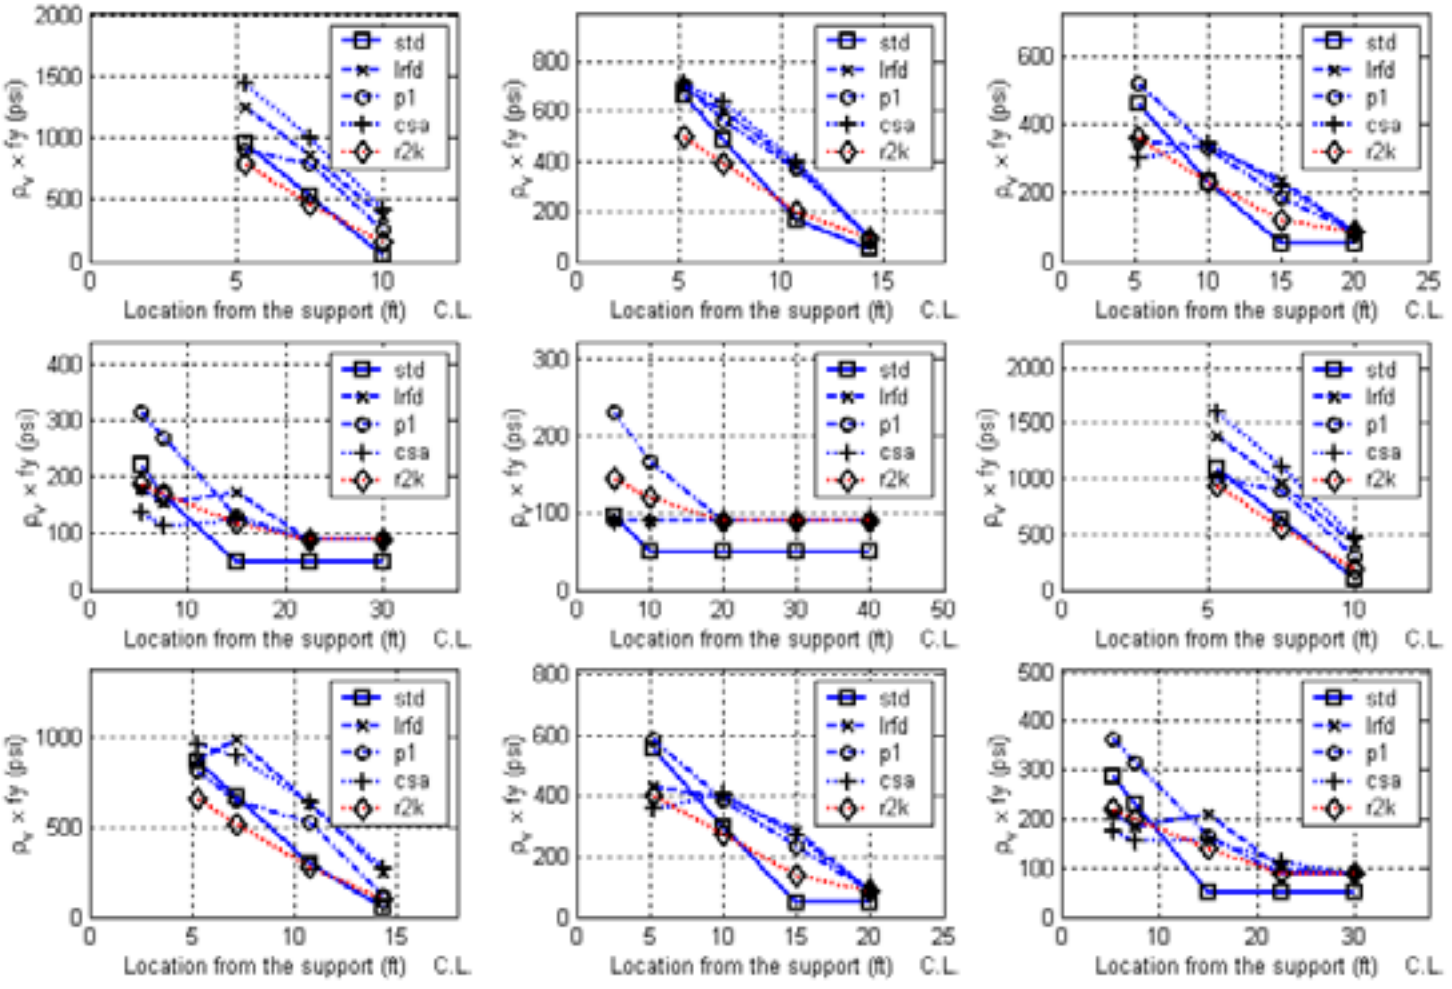 2000
1500
1000
500
0
0 5 10
ρv × fy (psi)
Location from the support (ft) C.L.
std
lrfd
p1
csa
r2k
800
600
400
200
0
0 5 10 15
ρv × fy (psi)
Location from the support (ft) C.L.
std
lrfd
p1
csa
r2k
600
400
200
0
0 5 10 15 20 25
ρv × fy (psi)
Location from the support (ft) C.L.
std
lrfd
p1
csa
r2k
400
300
200
100
0
0 10 20 30
ρv × fy (psi)
Location from the support (ft) C.L.
std
lrfd
p1
csa
r2k
300
200
100
0
0 10 20 30 40 50
ρv × fy (psi)
Location from the support (ft) C.L.
std
lrfd
p1
csa
r2k
2000
1500
1000
500
0
0 5 10
ρv × fy (psi)
Location from the support (ft) C.L.
std
lrfd
p1
csa
r2k
1000
500
0
0 5 10 15
ρv × fy (psi)
Location from the support (ft) C.L.
std
lrfd
p1
csa
r2k
800
600
400
200
0
0 5 10 15 20 25
ρv × fy (psi)
Location from the support (ft) C.L.
std
lrfd
p1
csa
r2k
500
400
300
200
100
0
0 10 20 30
ρv × fy (psi)
Location from the support (ft) C.L.
std
lrfd
p1
csa
r2k